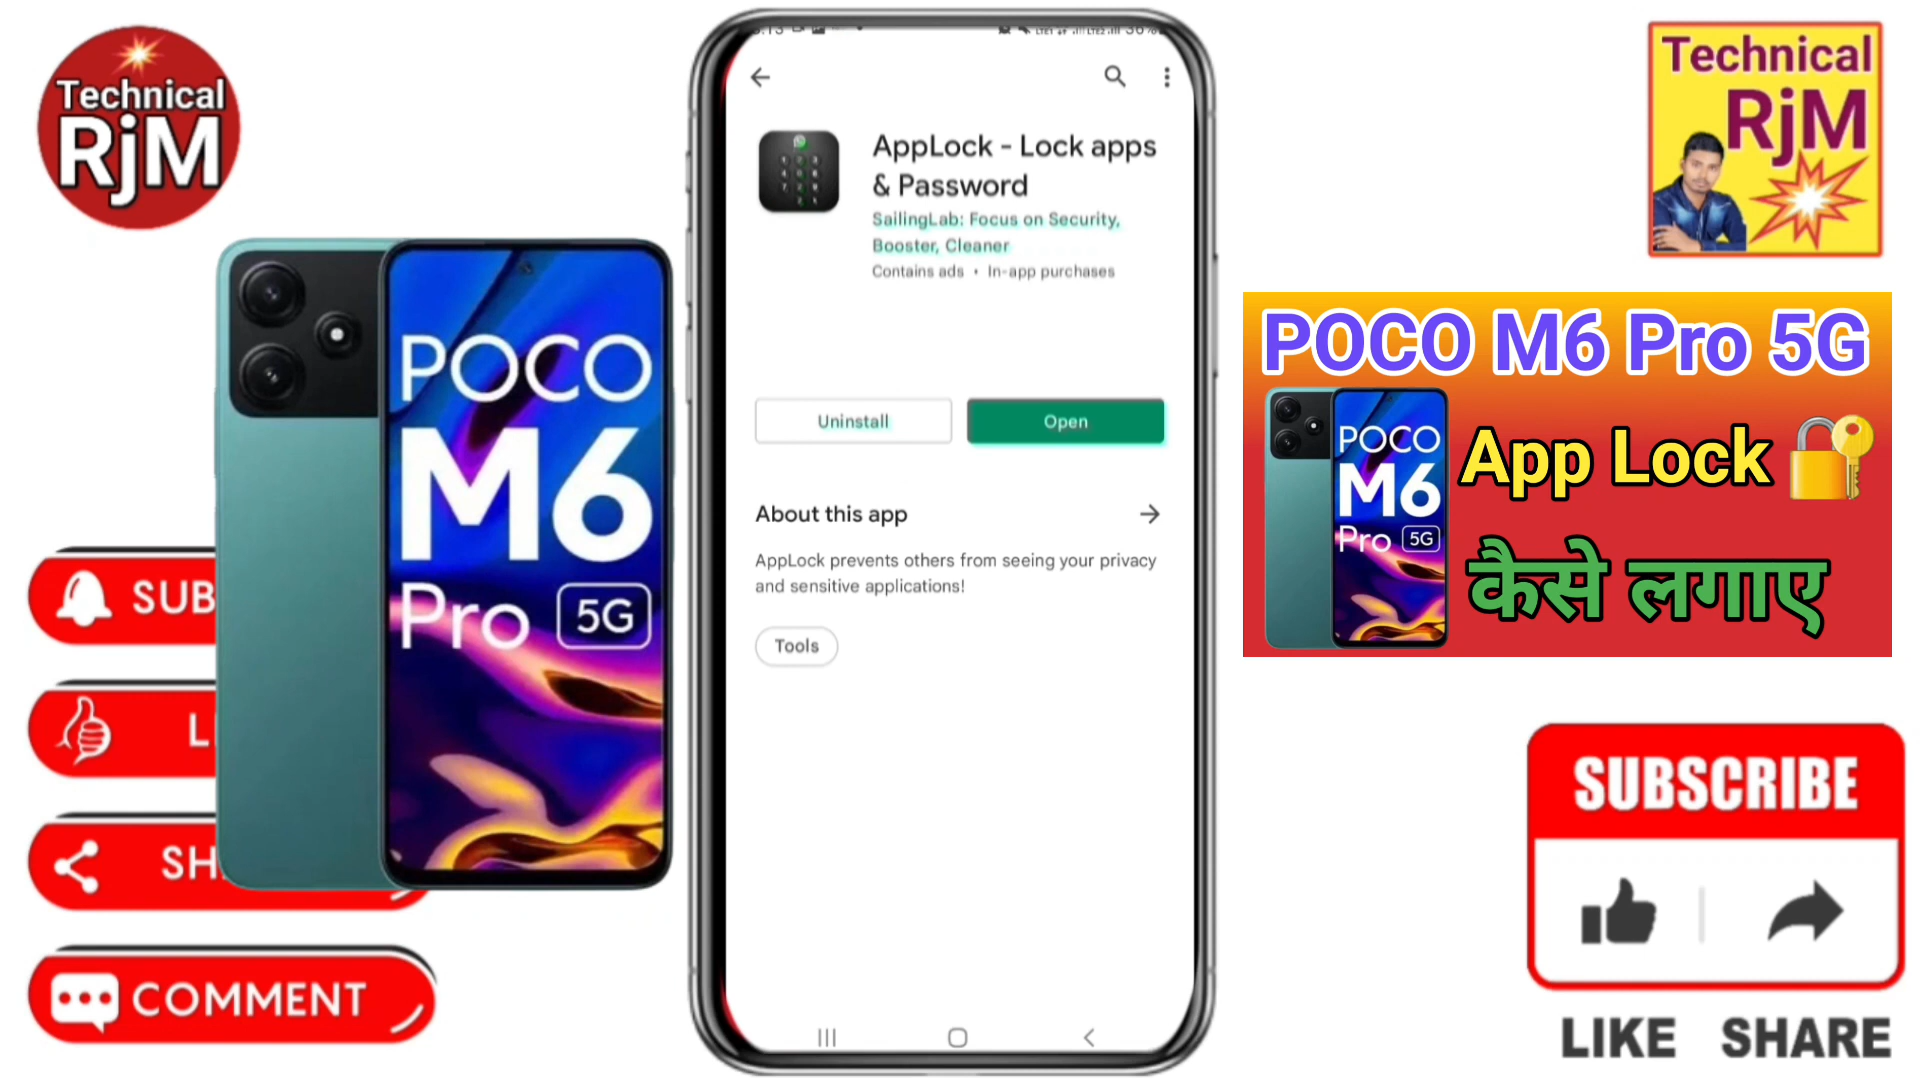 Technical
RjM
POCO
M6
Pro 5G
SUB
L
SH
COMMENT
AppLock - Lock apps
& Password
SailingLab: Focus on Security,
Booster, Cleaner
Contains ads • In-app purchases
Uninstall
Open
About this app
AppLock prevents others from seeing your privacy
and sensitive applications!
Tools
Technical
RjM
POCO M6 Pro 5G
POCO
M6
Pro 5G
App Lock
कैसे लगाए
SUBSCRIBE
LIKE SHARE